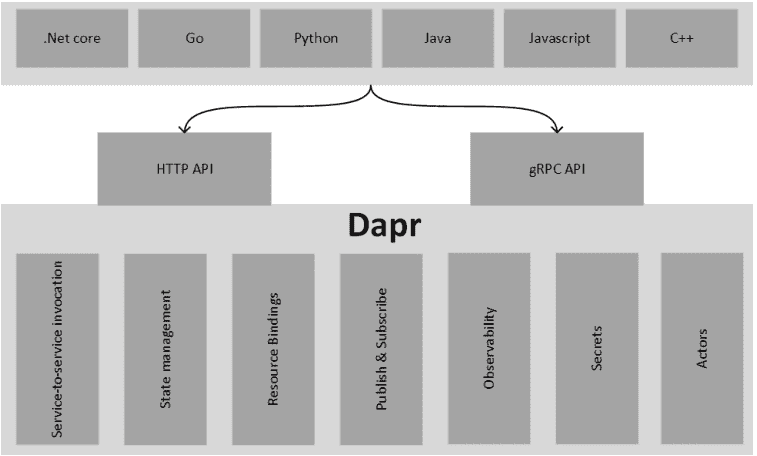 .Net core
Go
Python
Java
Javascript
C++
HTTP API
gRPC API
Dapr
Service-to-service invocation
State management
Resource Bindings
Publish & Subscribe
Observability
Secrets
Actors